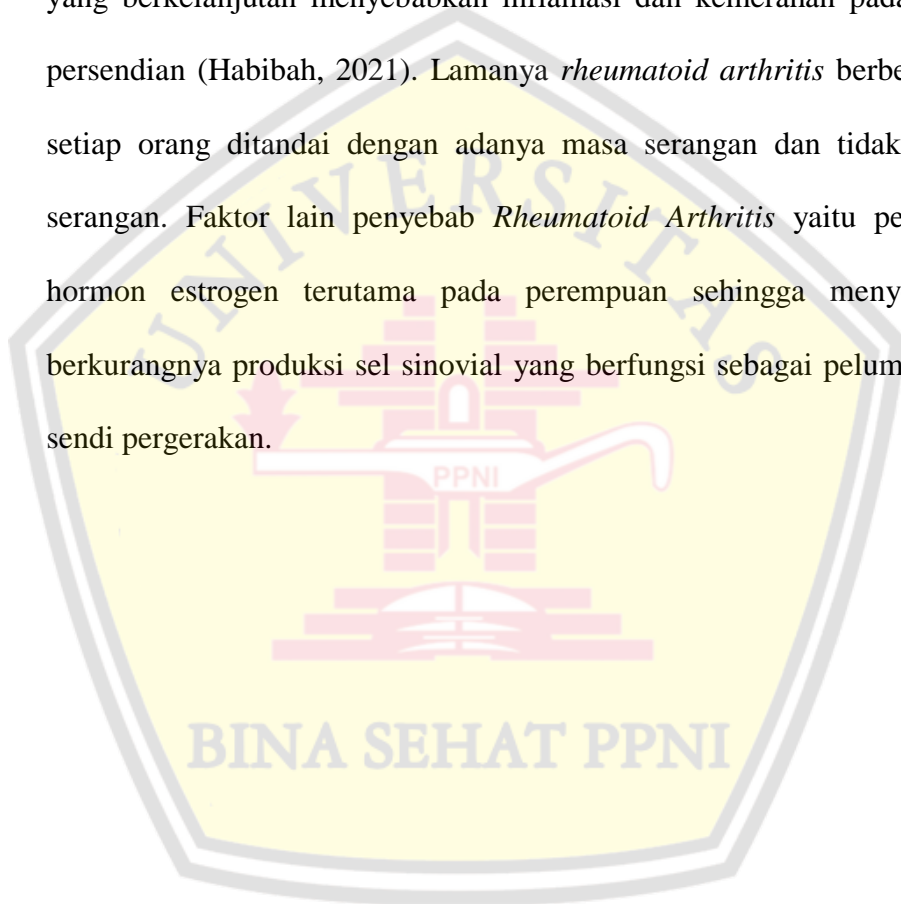 yang berkelanjutan menyebabkan inflamasi dan kemerahan pada
persendian (Habibah, 2021). Lamanya rheumatoid arthritis berbe
setiap orang ditandai dengan adanya masa serangan dan tidak
serangan. Faktor lain penyebab Rheumatoid Arthritis yaitu pe
hormon estrogen terutama pada perempuan sehingga meny
berkurangnya produksi sel sinovial yang berfungsi sebagai pelum
sendi pergerakan.
UNIVERSITAS
PPNI
BINA SEHAT PPNI